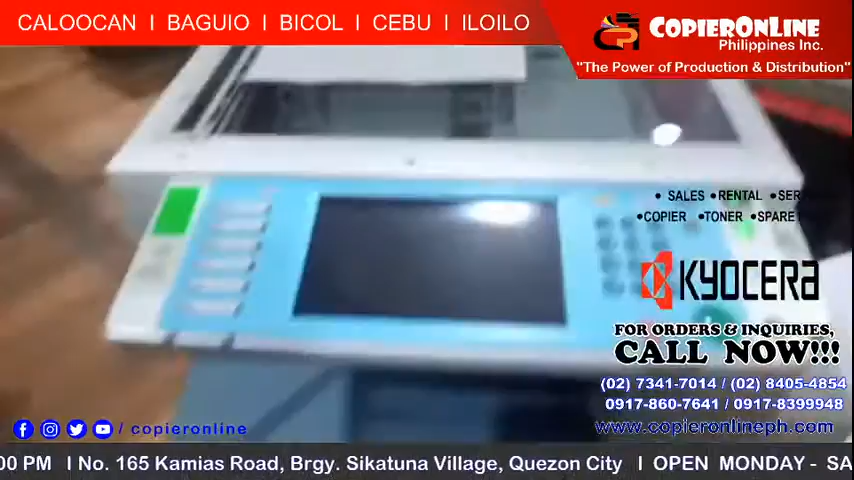 CALOOCAN I BAGUIO I BICOL I CEBU I ILOILO
CP
COPIERONLINE
Philippines Inc.
"The Power of Production & Distribution"
• SALES •RENTAL •SER
•COPIER •TONER •SPARE
KYOCERA
FOR ORDERS & INQUIRIES,
CALL NOW!!!
(02) 7341-7014 / (02) 8405-4854
0917-860-7641 / 0917-8399948
www.copieronlineph.com
/ copieronline
00 PM I No. 165 Kamias Road, Brgy. Sikatuna Village, Quezon City I OPEN MONDAY - SA